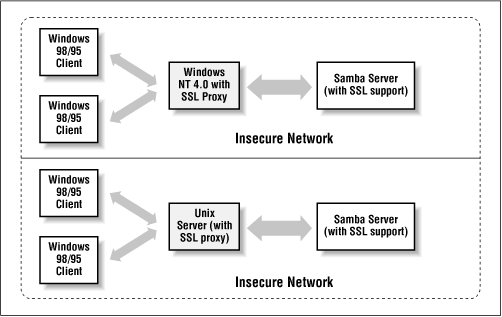 Windows
98/95
Client
Windows
98/95
Client
Windows
NT 4.0 with
SSL Proxy
Samba Server
(with SSL support)
Insecure Network
Windows
98/95
Client
Windows
98/95
Client
Unix
Server (with
SSL proxy)
Samba Server
(with SSL support)
Insecure Network